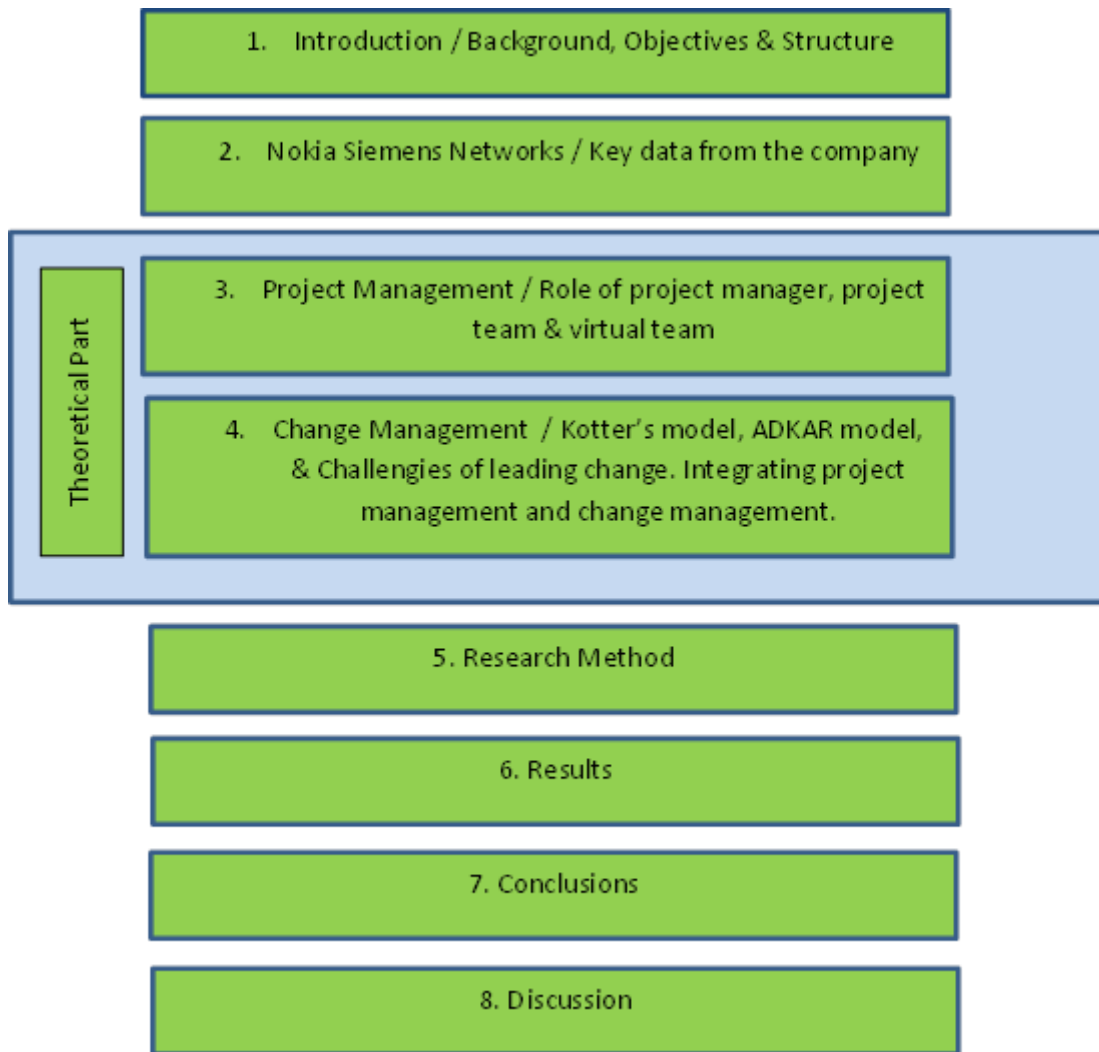 1. Introduction / Background, Objectives & Structure
2. Nokia Siemens Networks / Key data from the company
Theoretical Part
3. Project Management / Role of project manager, project
team & virtual team
4. Change Management / Kotter's model, ADKAR model,
& Challengies of leading change. Integrating project
management and change management.
5. Research Method
6. Results
7. Conclusions
8. Discussion